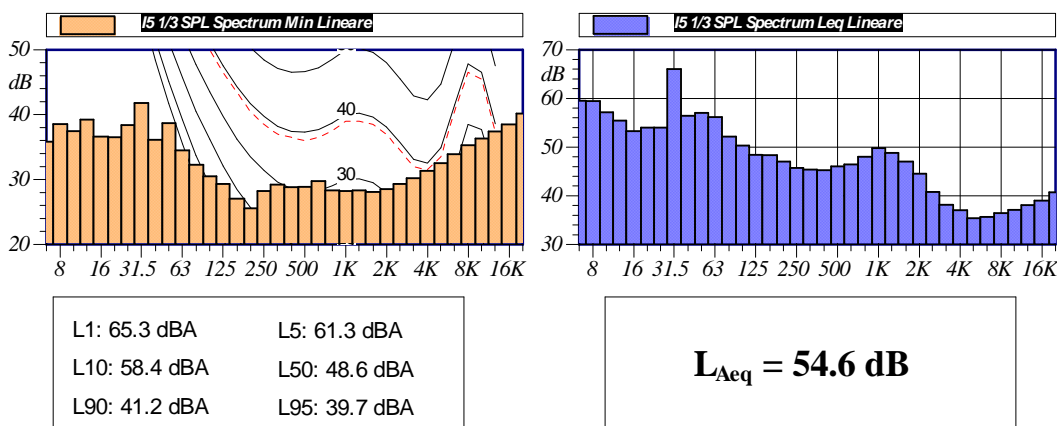 I5 1/3 SPL Spectrum Min Lineare
50
dB
40
30
20
40
30
8 16 31.5 63 125 250 500 1K 2K 4K 8K 16K
I5 1/3 SPL Spectrum Leq Lineare
70
dB
60
50
40
30
8 16 31.5 63 125 250 500 1K 2K 4K 8K 16K
L1: 65.3 dBA L5: 61.3 dBA
L10: 58.4 dBA L50: 48.6 dBA
L90: 41.2 dBA L95: 39.7 dBA
LAeq = 54.6 dB